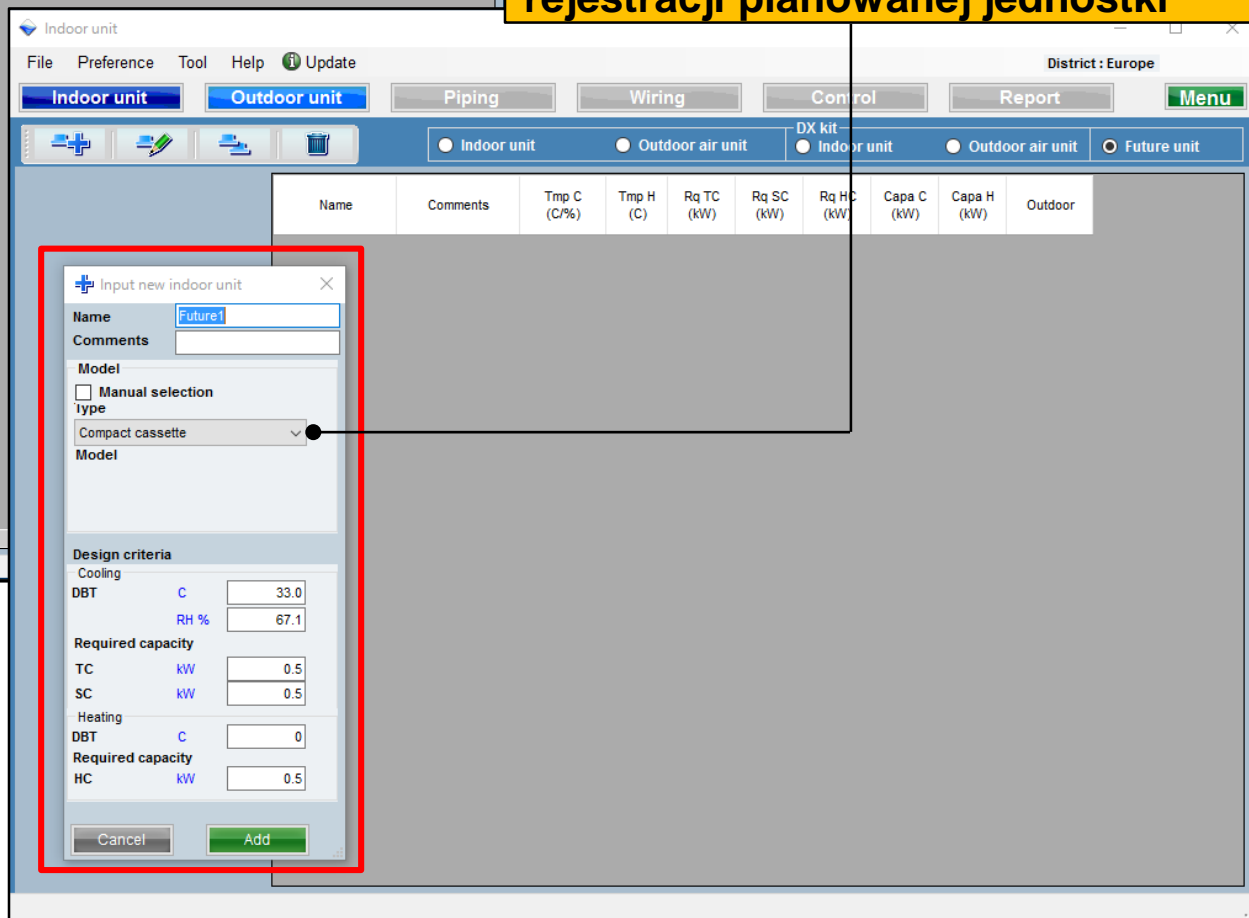 rejestracji planowanej jednostki
Indoor unit
File Preference Tool Help Update
District : Europe
Indoor unit Outdoor unit Piping Wiring Control Report Menu
DX kit
Indoor unit Outdoor air unit Indoor unit Outdoor air unit Future unit
Name Comments Tmp C (C/%) Tmp H (C) Rq TC (kW) Rq SC (kW) Rq HC (kW) Capa C (kW) Capa H (kW) Outdoor
Input new indoor unit
Name Future1
Comments
Model
Manual selection
Type
Compact cassette
Model
Design criteria
Cooling
DBT C 33.0
RH % 67.1
Required capacity
TC kW 0.5
SC kW 0.5
Heating
DBT C 0
Required capacity
HC kW 0.5
Cancel Add